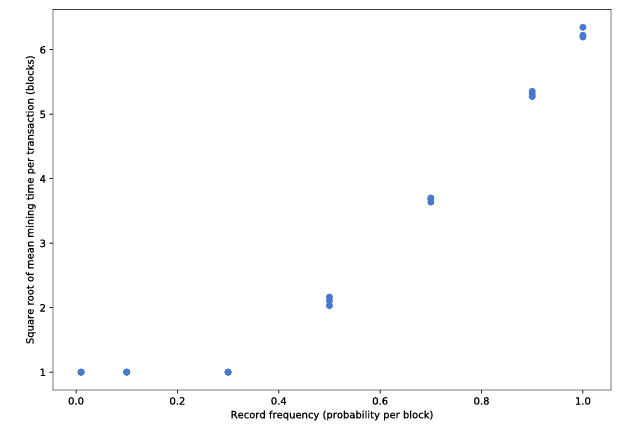 Square root of mean mining time per transaction (blocks)
6
5
4
3
2
1
0.0 0.2 0.4 0.6 0.8 1.0
Record frequency (probability per block)